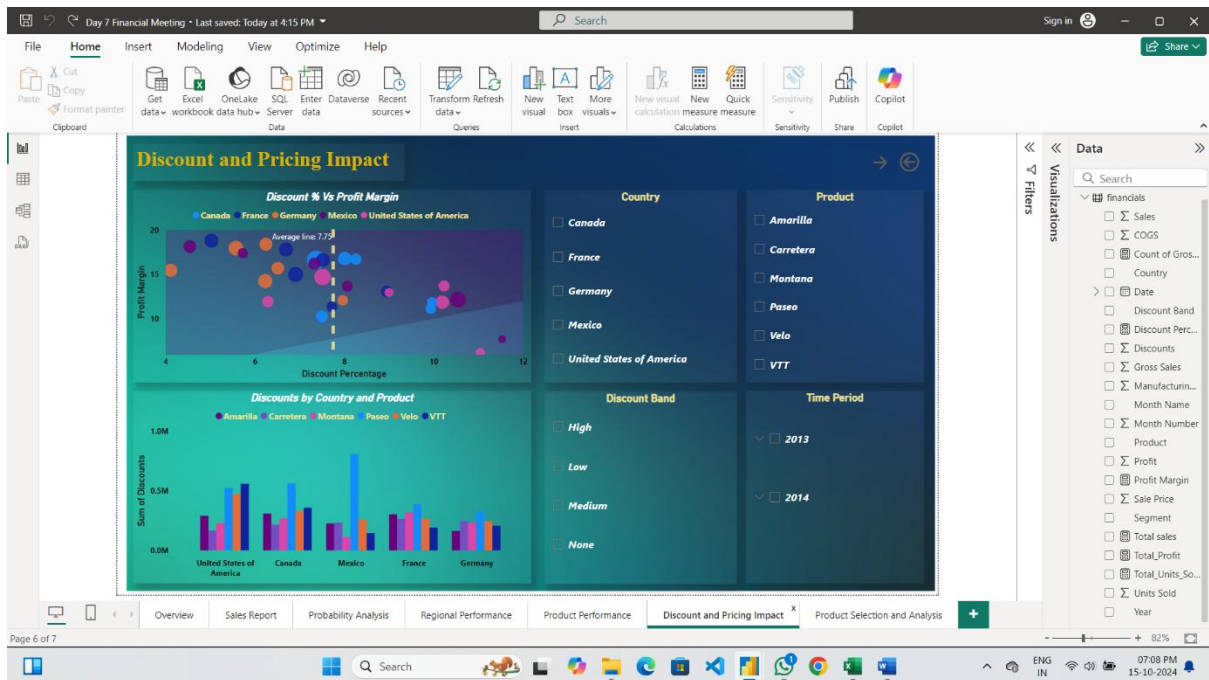 Day 7 Financial Meeting • Last saved: Today at 4:15 PM
Search
Sign in
File Home Insert Modeling View Optimize Help
Share
Paste
Cut
Copy
Format painter
Clipboard
Get data
Excel workbook
OneLake data hub
SQL Server
Enter data
Dataverse
Recent sources
Data
Transform data
Refresh
Queries
New visual
Text box
More visuals
Insert
New visual calculation
New measure
Quick measure
Calculations
Sensitivity
Sensitivity
Publish
Share
Copilot
Copilot
Discount and Pricing Impact
Discount % Vs Profit Margin
Canada France Germany Mexico United States of America
Average line: 7.75
Profit Margin
20
15
10
4 6 8 10 12
Discount Percentage
Country
Canada
France
Germany
Mexico
United States of America
Product
Amarilla
Carretera
Montana
Paseo
Velo
VTT
Discounts by Country and Product
Amarilla Carretera Montana Paseo Velo VTT
Sum of Discounts
1.0M
0.5M
0.0M
United States of America
Canada
Mexico
France
Germany
Discount Band
High
Low
Medium
None
Time Period
2013
2014
Filters
Visualizations
Data
Search
financials
Sales
COGS
Count of Gros...
Country
Date
Discount Band
Discount Perc...
Discounts
Gross Sales
Manufacturin...
Month Name
Month Number
Product
Profit
Profit Margin
Sale Price
Segment
Total sales
Total_Profit
Total_Units_So...
Units Sold
Year
Overview
Sales Report
Probability Analysis
Regional Performance
Product Performance
Discount and Pricing Impact
Product Selection and Analysis
Page 6 of 7
82%
Search
ENG
IN
07:08 PM
15-10-2024